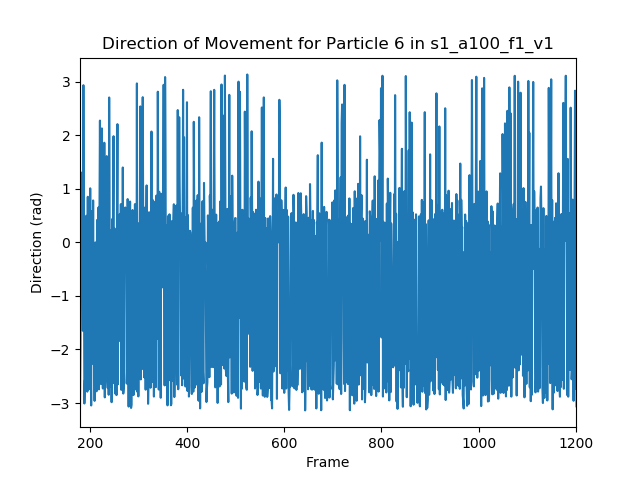 Direction of Movement for Particle 6 in s1_a100_f1_v1
3
2
1
0
−1
−2
−3
Direction (rad)
200 400 600 800 1000 1200
Frame